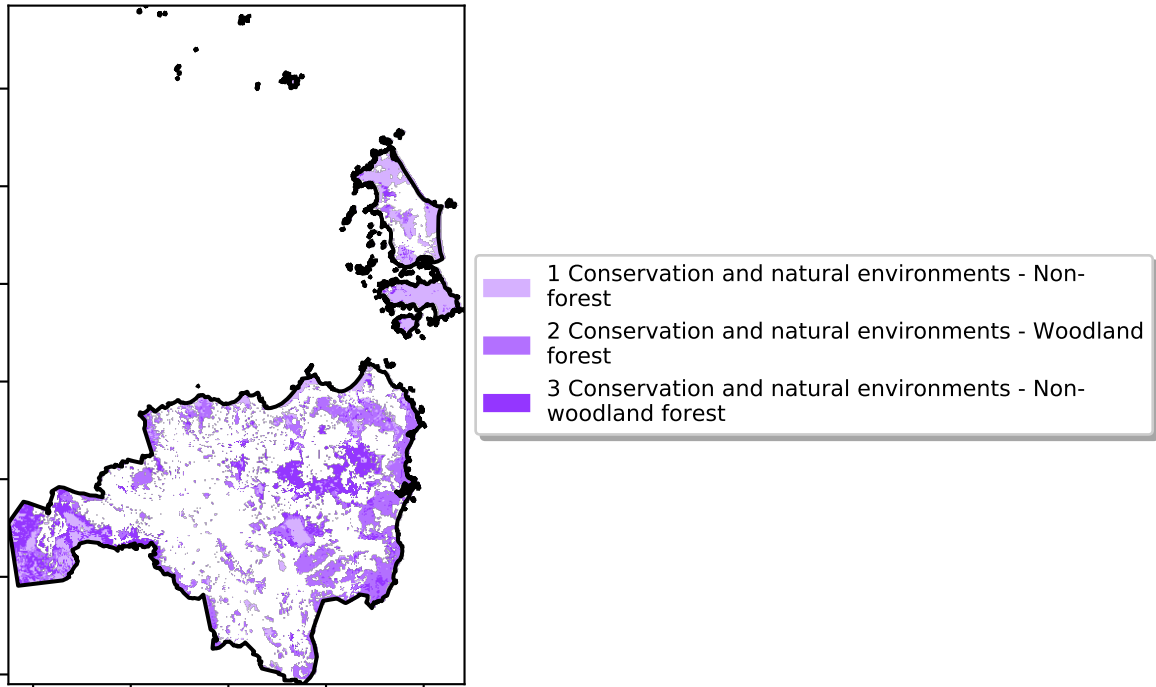 1 Conservation and natural environments - Non-
forest
2 Conservation and natural environments - Woodland
forest
3 Conservation and natural environments - Non-
woodland forest